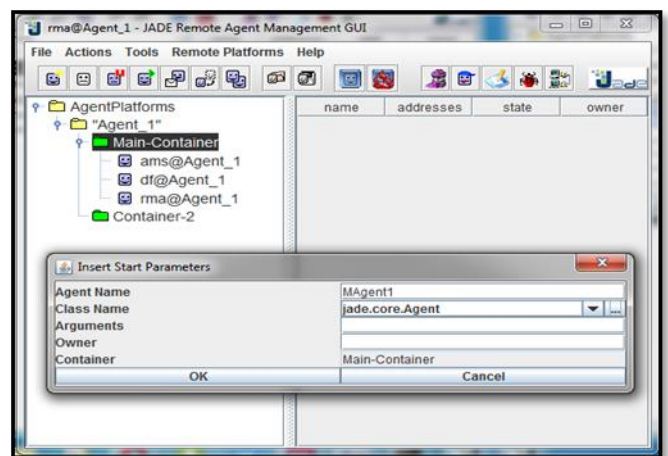 rma@Agent_1 - JADE Remote Agent Management GUI
File Actions Tools Remote Platforms Help
Jade
AgentPlatforms
"Agent_1"
Main-Container
ams@Agent_1
df@Agent_1
rma@Agent_1
Container-2
name addresses state owner
Insert Start Parameters
Agent Name MAgent1
Class Name jade.core.Agent
Arguments
Owner
Container Main-Container
OK Cancel